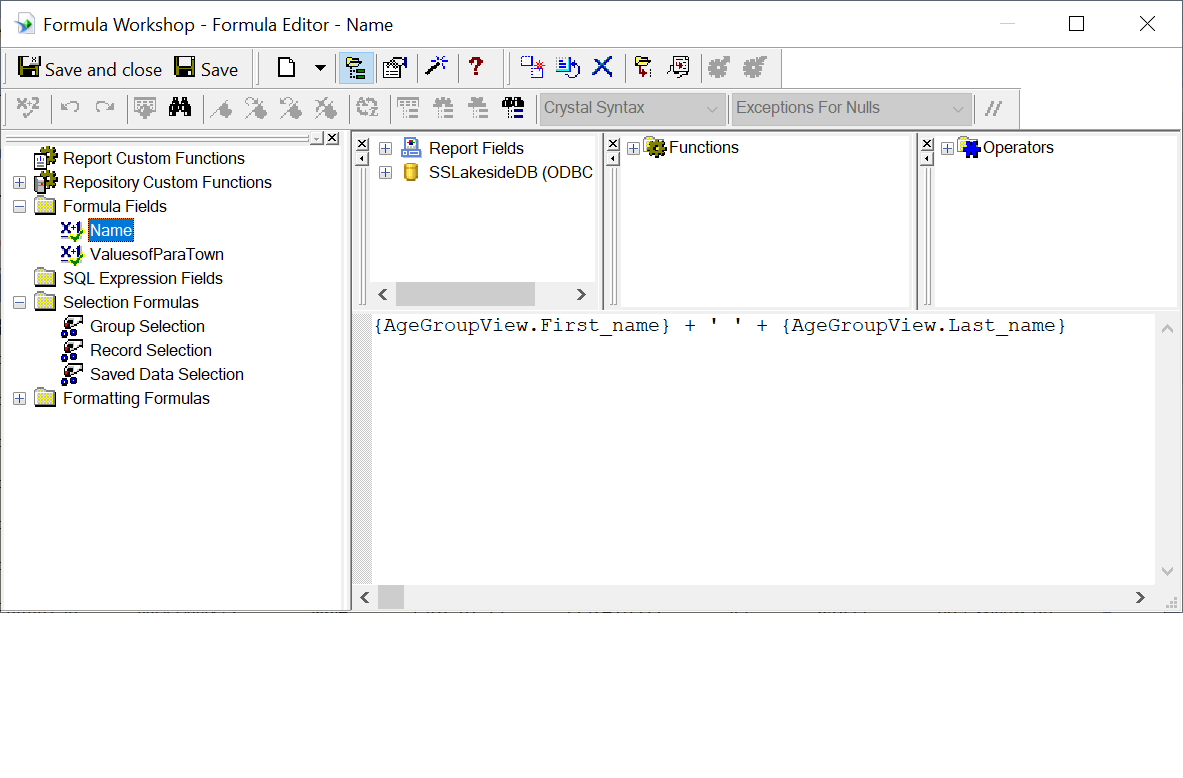 Formula Workshop - Formula Editor - Name
Save and close Save
Crystal Syntax Exceptions For Nulls //
Report Custom Functions
Repository Custom Functions
Formula Fields
Name
ValuesofParaTown
SQL Expression Fields
Selection Formulas
Group Selection
Record Selection
Saved Data Selection
Formatting Formulas
Report Fields
SSLakesideDB (ODBC
Functions
Operators
{AgeGroupView.First_name} + ' ' + {AgeGroupView.Last_name}